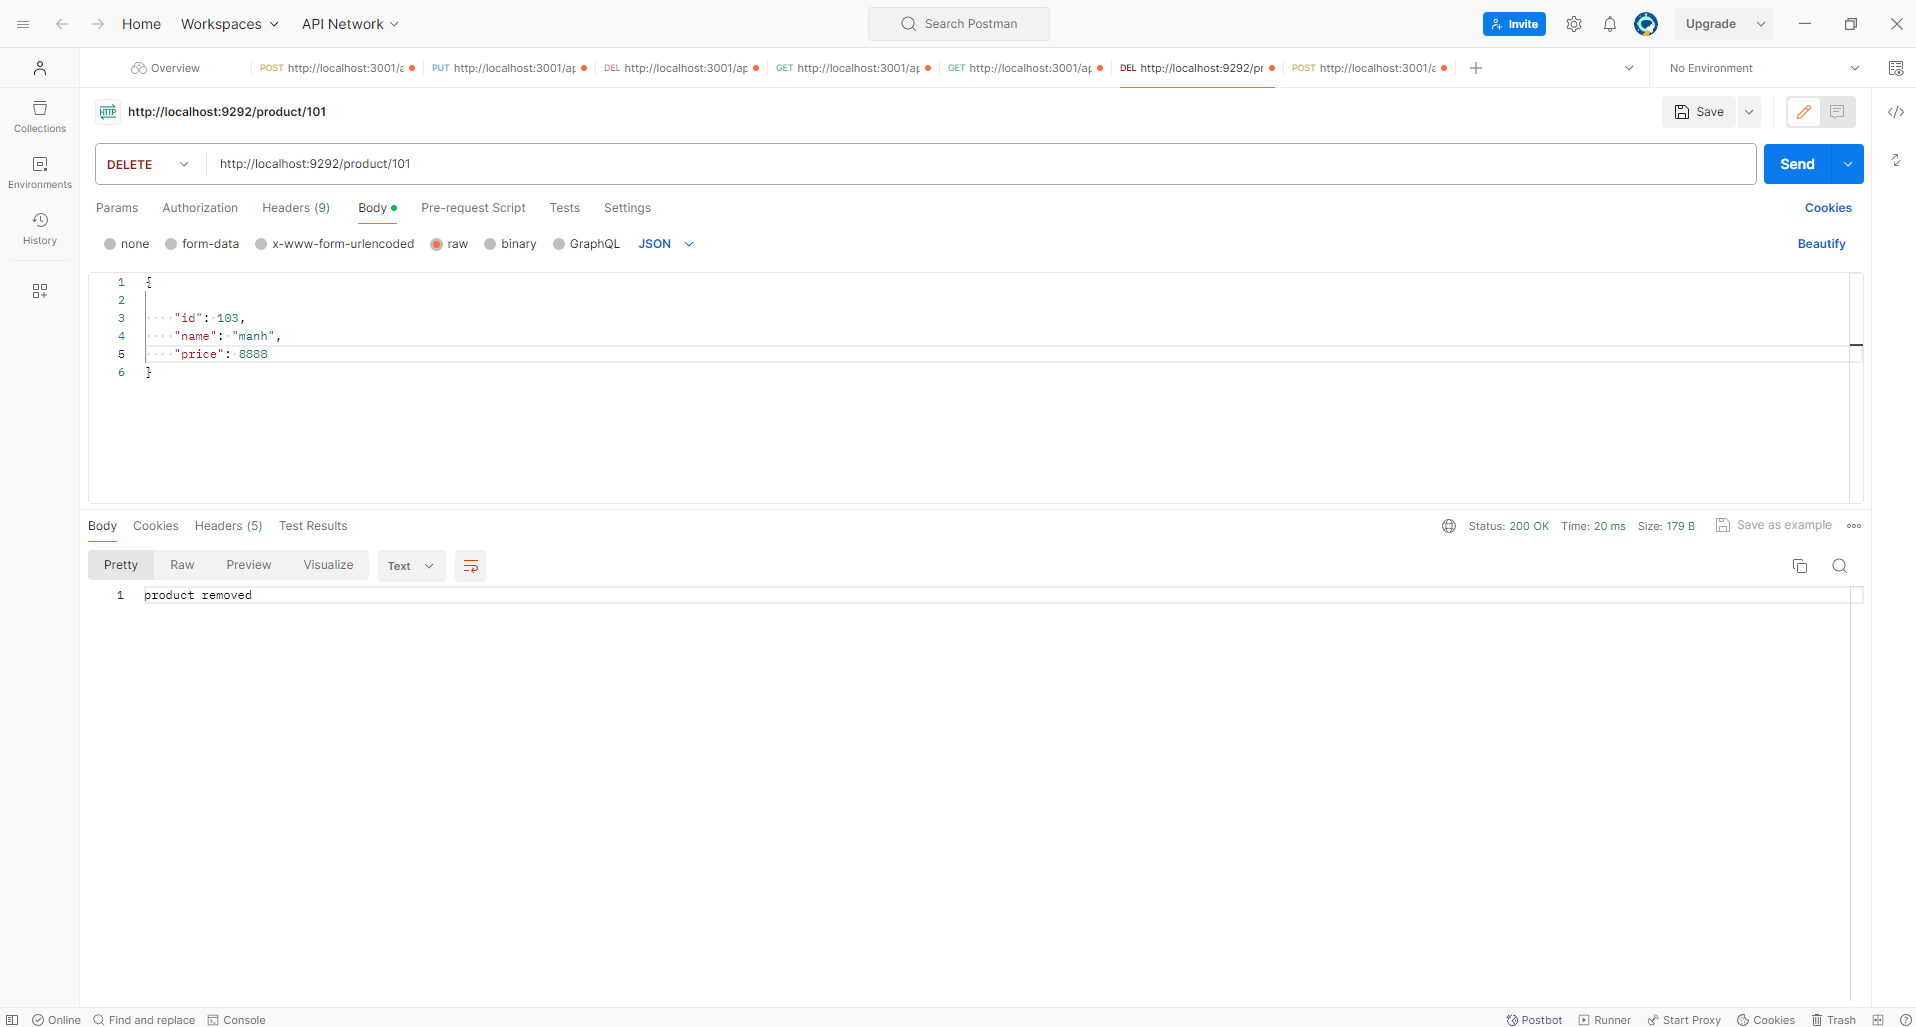 Home Workspaces API Network Search Postman Invite Upgrade
Overview POST http://localhost:3001/a PUT http://localhost:3001/ap DEL http://localhost:3001/ap GET http://localhost:3001/ap GET http://localhost:3001/ap DEL http://localhost:9292/pr POST http://localhost:3001/a No Environment
HTTP http://localhost:9292/product/101 Save
Collections
Environments
History
DELETE http://localhost:9292/product/101 Send
Params Authorization Headers (9) Body Pre-request Script Tests Settings Cookies
none form-data x-www-form-urlencoded raw binary GraphQL JSON Beautify
1 {
2
3 "id": 103,
4 "name": "manh",
5 "price": 8888
6 }
Body Cookies Headers (5) Test Results Status: 200 OK Time: 20 ms Size: 179 B Save as example
Pretty Raw Preview Visualize Text
1 product removed
Online Find and replace Console Postbot Runner Start Proxy Cookies Trash